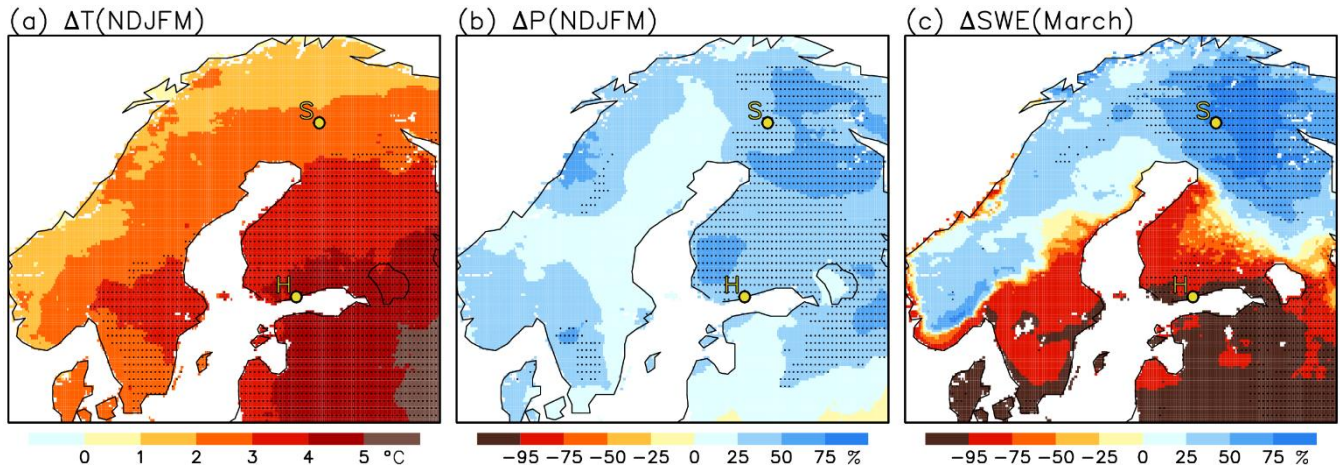 (a) ΔT(NDJFM) (b) ΔP(NDJFM) (c) ΔSWE(March)
S S S
H H H
0 1 2 3 4 5 °C -95 -75 -50 -25 0 25 50 75 % -95 -75 -50 -25 0 25 50 75 %